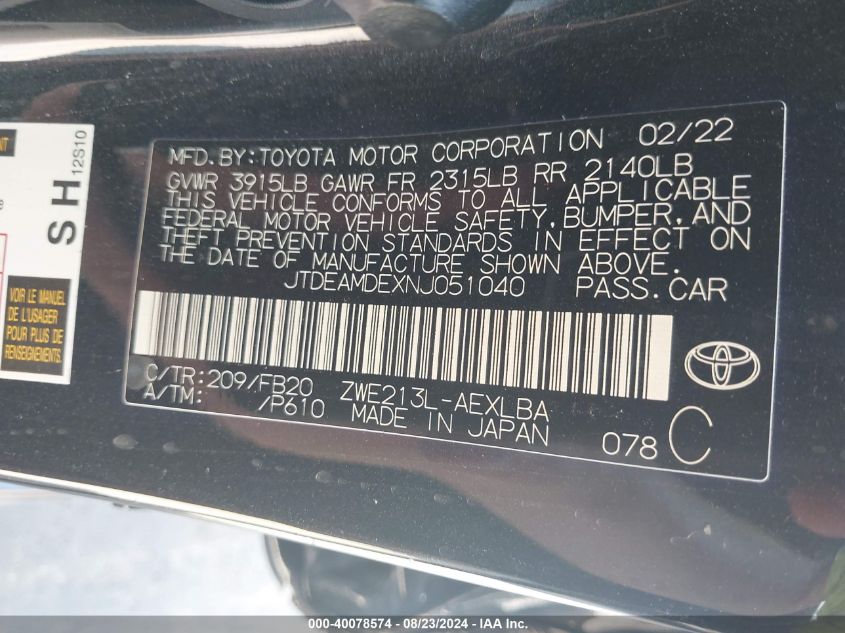 MFD. BY: TOYOTA MOTOR CORPORATION 02/22
GVWR 3915LB GAWR FR 2315LB RR 2140LB
THIS VEHICLE CONFORMS TO ALL APPLICABLE
FEDERAL MOTOR VEHICLE SAFETY, BUMPER, AND
THEFT PREVENTION STANDARDS IN EFFECT ON
THE DATE OF MANUFACTURE SHOWN ABOVE.
JTDEAMDEXNJ051040 PASS. CAR
C/TR: 209/FB20 ZWE213L-AEXLBA
A/TM: /P610 MADE IN JAPAN
078 C
SH
12S10
VOIR LE MANUEL
DE L'USAGER
POUR PLUS DE
RENSEIGNEMENTS.
000-40078574 - 08/23/2024 - IAA Inc.